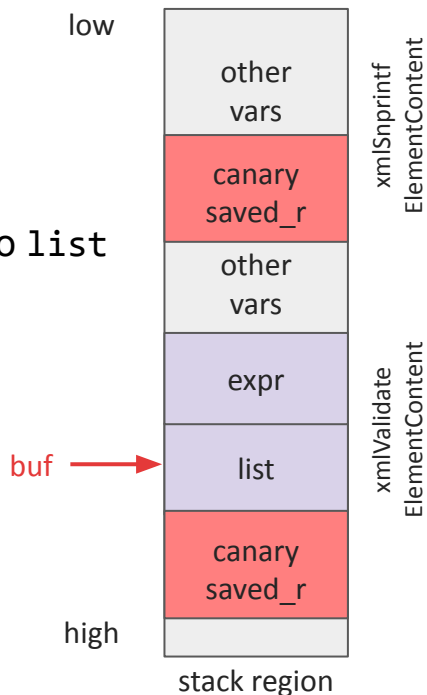 low
other
vars
xmlSnprintf
ElementContent
canary
saved_r
o list
other
vars
expr
xmlValidate
ElementContent
buf
list
canary
saved_r
high
stack region